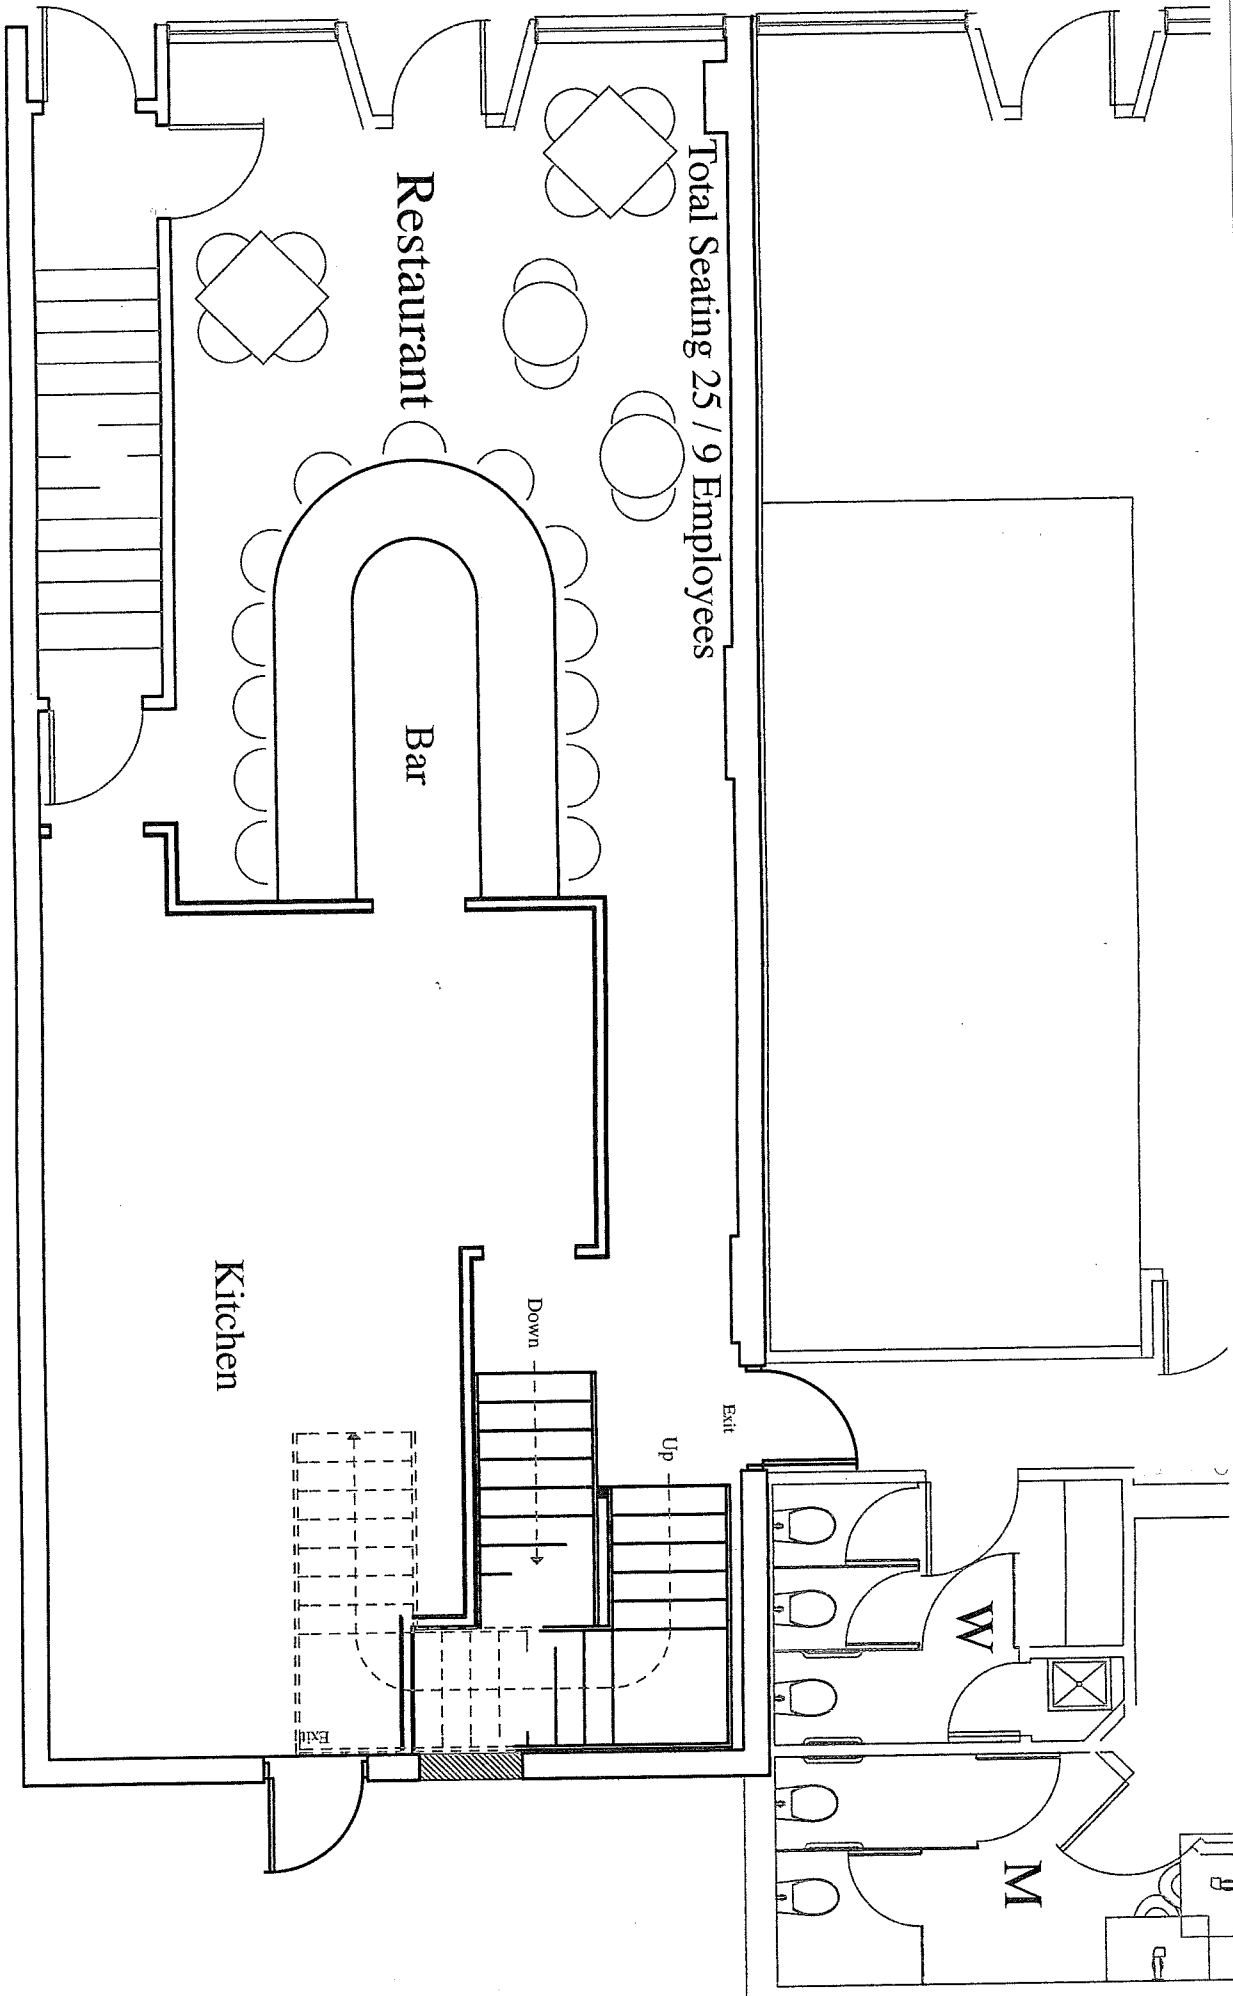 Total Seating 25 / 9 Employees
Restaurant
Bar
Kitchen
Down
Up
Exit
Exit
W
M